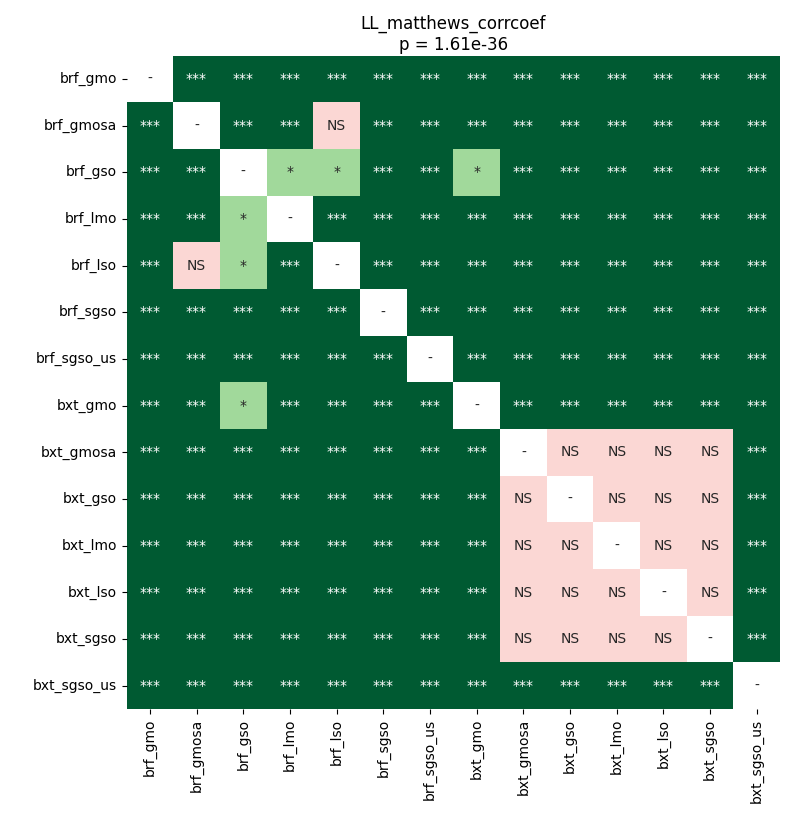 LL_matthews_corrcoef
p = 1.61e-36
brf_gmo - *** *** *** *** *** *** *** *** *** *** *** *** ***
brf_gmosa *** - *** *** NS *** *** *** *** *** *** *** *** ***
brf_gso *** *** - * * *** *** * *** *** *** *** *** ***
brf_lmo *** *** * - *** *** *** *** *** *** *** *** *** ***
brf_lso *** NS * *** - *** *** *** *** *** *** *** *** ***
brf_sgso *** *** *** *** *** - *** *** *** *** *** *** *** ***
brf_sgso_us *** *** *** *** *** *** - *** *** *** *** *** *** ***
bxt_gmo *** *** * *** *** *** *** - *** *** *** *** *** ***
bxt_gmosa *** *** *** *** *** *** *** *** - NS NS NS NS ***
bxt_gso *** *** *** *** *** *** *** *** NS - NS NS NS ***
bxt_lmo *** *** *** *** *** *** *** *** NS NS - NS NS ***
bxt_lso *** *** *** *** *** *** *** *** NS NS NS - NS ***
bxt_sgso *** *** *** *** *** *** *** *** NS NS NS NS - ***
bxt_sgso_us *** *** *** *** *** *** *** *** *** *** *** *** *** -
brf_gmo brf_gmosa brf_gso brf_lmo brf_lso brf_sgso brf_sgso_us bxt_gmo bxt_gmosa bxt_gso bxt_lmo bxt_lso bxt_sgso bxt_sgso_us